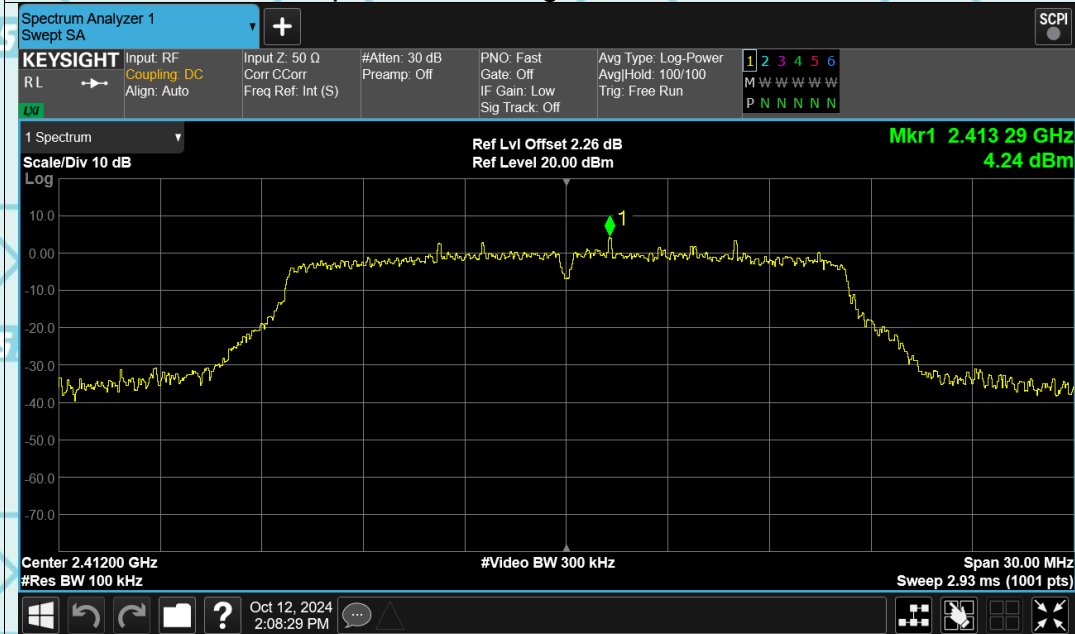 Spectrum Analyzer 1
Swept SA
+
SCPI
KEYSIGHT
R L
LXI
Input: RF
Coupling: DC
Align: Auto
Input Z: 50 Ω
Corr CCorr
Freq Ref: Int (S)
#Atten: 30 dB
Preamp: Off
PNO: Fast
Gate: Off
IF Gain: Low
Sig Track: Off
Avg Type: Log-Power
Avg|Hold: 100/100
Trig: Free Run
1 2 3 4 5 6
M W W W W W
P N N N N N
1 Spectrum
Scale/Div 10 dB
Log
Ref Lvl Offset 2.26 dB
Ref Level 20.00 dBm
Mkr1 2.413 29 GHz
4.24 dBm
1
10.0
0.00
-10.0
-20.0
-30.0
-40.0
-50.0
-60.0
-70.0
Center 2.41200 GHz
#Res BW 100 kHz
#Video BW 300 kHz
Span 30.00 MHz
Sweep 2.93 ms (1001 pts)
?
Oct 12, 2024
2:08:29 PM